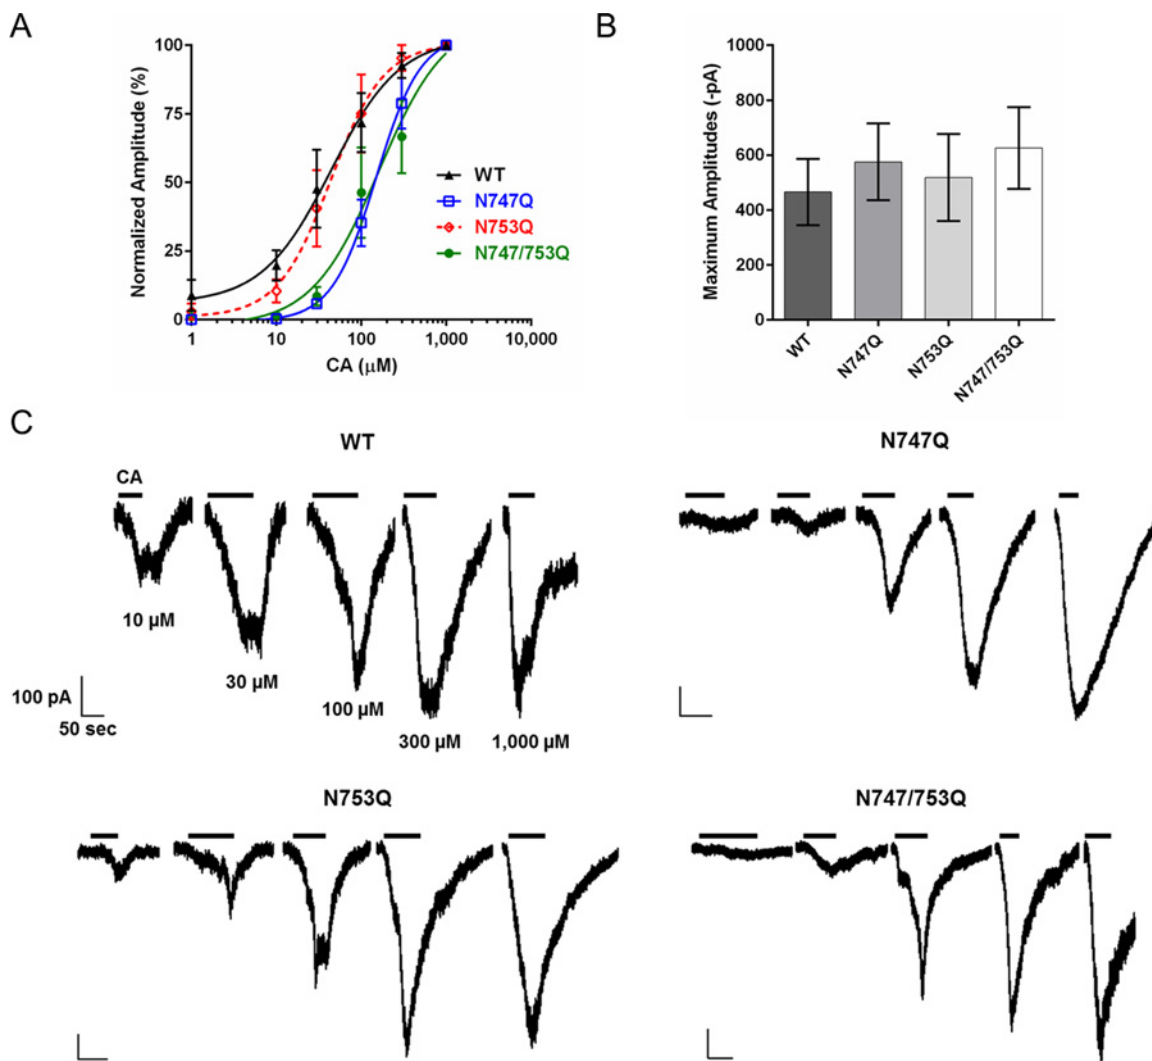 A
Normalized Amplitude (%)
100
75
50
25
0
1
10
100
1,000
10,000
CA (µM)
WT
N747Q
N753Q
N747/753Q
B
Maximum Amplitudes (-pA)
1000
800
600
400
200
0
WT
N747Q
N753Q
N747/753Q
C
WT
CA
10 µM
30 µM
100 µM
300 µM
1,000 µM
100 pA
50 sec
N747Q
N753Q
N747/753Q